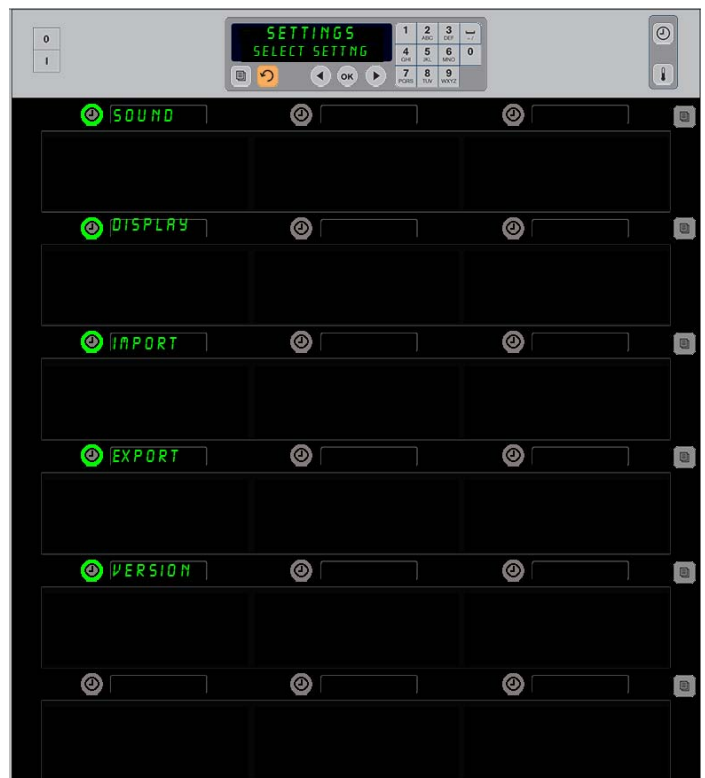 0
I
SETTINGS
SELECT SETTNG
1 2 ABC 3 DEF
4 GHI 5 JKL 6 MNO 0
7 PQRS 8 TUV 9 WXYZ
OK
SOUND
DISPLAY
IMPORT
EXPORT
VERSION